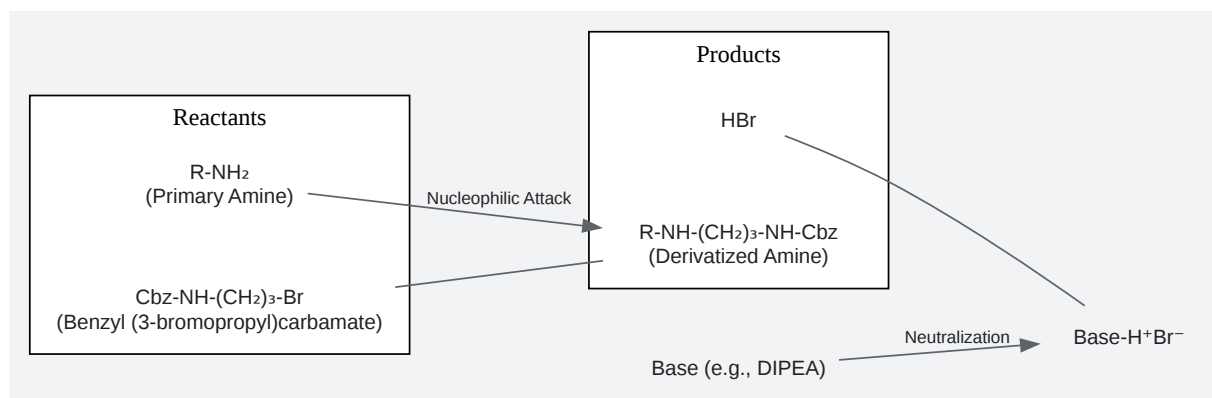 Reactants
R-NH₂
(Primary Amine)
Cbz-NH-(CH₂)₃-Br
(Benzyl (3-bromopropyl)carbamate)
Nucleophilic Attack
Products
HBr
R-NH-(CH₂)₃-NH-Cbz
(Derivatized Amine)
Base (e.g., DIPEA)
Neutralization
Base-H⁺Br⁻